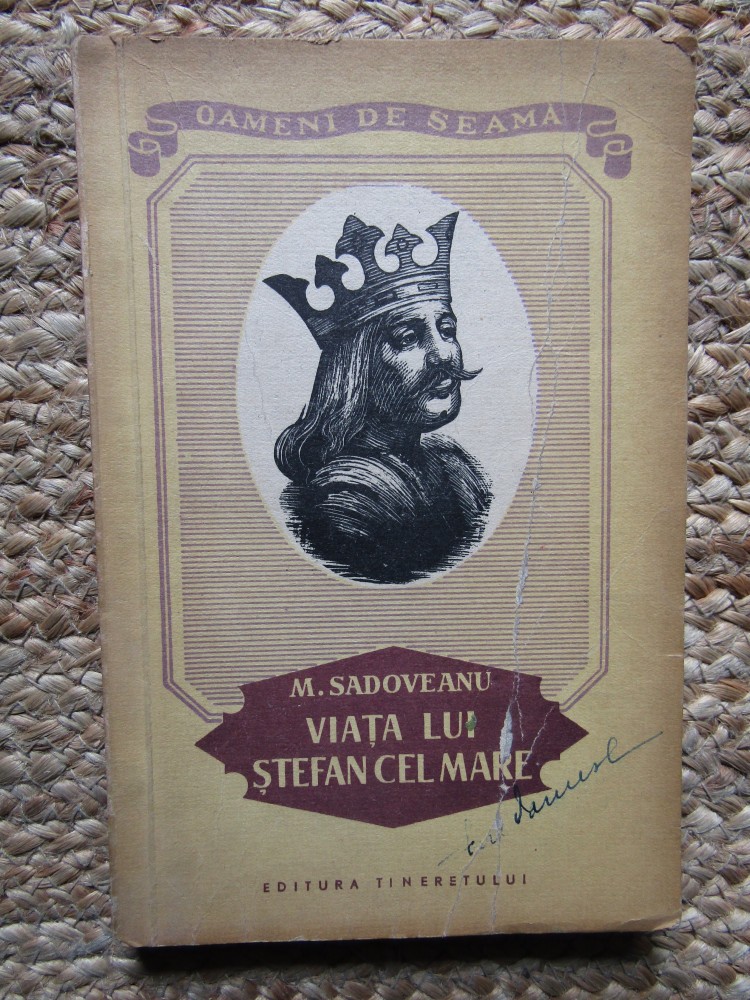 OAMENI DE SEAMĂ
M. SADOVEANU
VIAȚA LUI
ȘTEFAN CEL MARE
EDITURA TINERETULUI